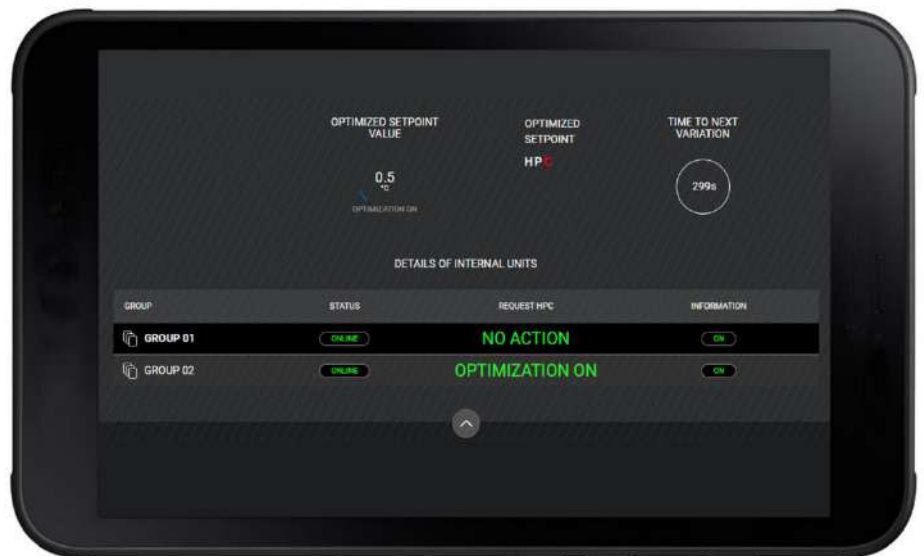 OPTIMIZED SETPOINT
VALUE
0.5
°C
OPTIMIZATION ON
OPTIMIZED
SETPOINT
HPC
TIME TO NEXT
VARIATION
299s
DETAILS OF INTERNAL UNITS
GROUP STATUS REQUEST HPC INFORMATION
GROUP 01 ONLINE NO ACTION ON
GROUP 02 ONLINE OPTIMIZATION ON ON